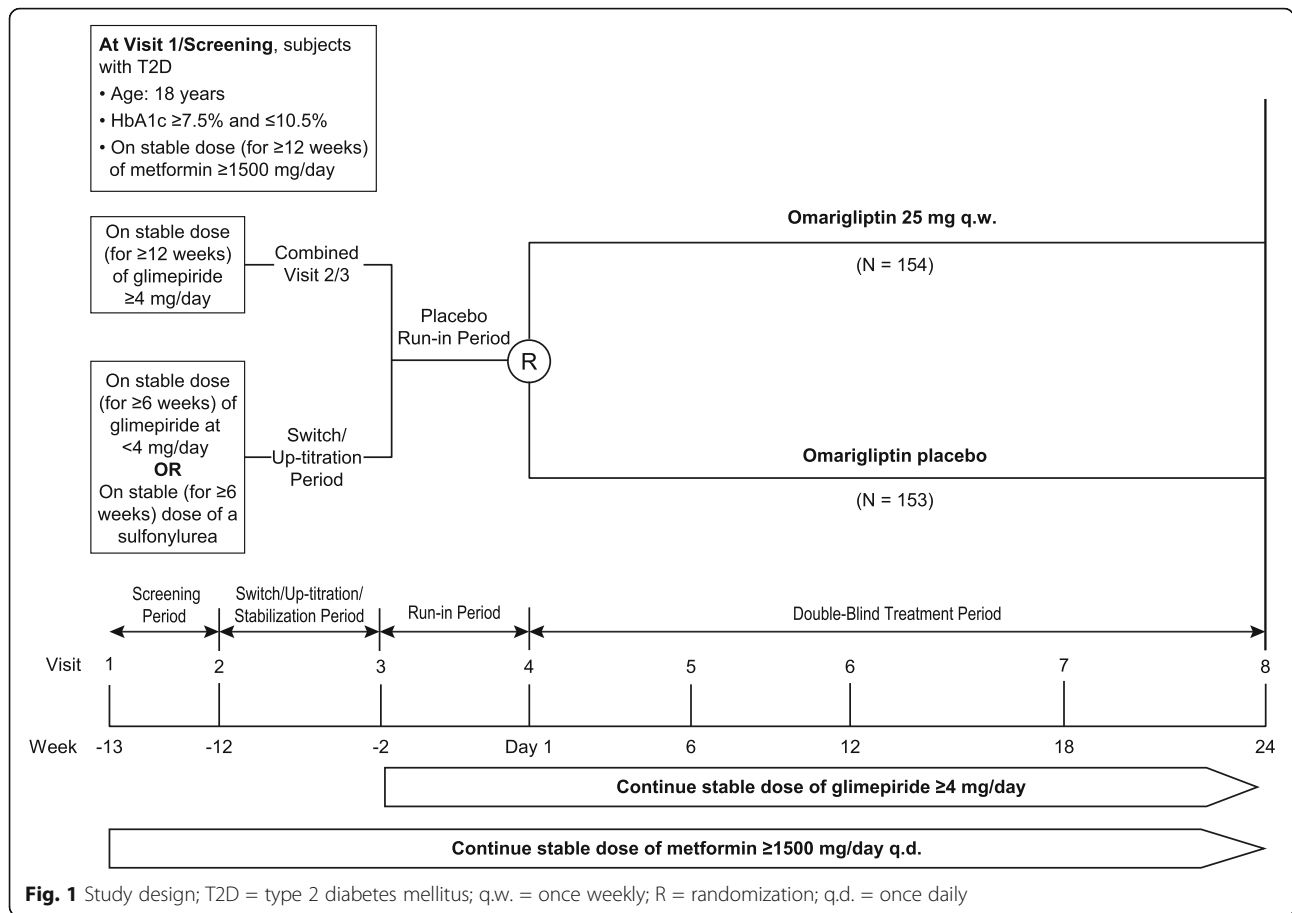 At Visit 1/Screening, subjects
with T2D
• Age: 18 years
• HbA1c ≥7.5% and ≤10.5%
• On stable dose (for ≥12 weeks)
of metformin ≥1500 mg/day
On stable dose
(for ≥12 weeks)
of glimepiride
≥4 mg/day
Combined
Visit 2/3
On stable dose
(for ≥6 weeks) of
glimepiride at
<4 mg/day
OR
On stable (for ≥6
weeks) dose of a
sulfonylurea
Switch/
Up-titration
Period
Placebo
Run-in Period
R
Omarigliptin 25 mg q.w.
(N = 154)
Omarigliptin placebo
(N = 153)
Screening
Period
Switch/Up-titration/
Stabilization Period
Run-in Period
Double-Blind Treatment Period
Visit 1 2 3 4 5 6 7 8
Week -13 -12 -2 Day 1 6 12 18 24
Continue stable dose of glimepiride ≥4 mg/day
Continue stable dose of metformin ≥1500 mg/day q.d.
Fig. 1 Study design; T2D = type 2 diabetes mellitus; q.w. = once weekly; R = randomization; q.d. = once daily